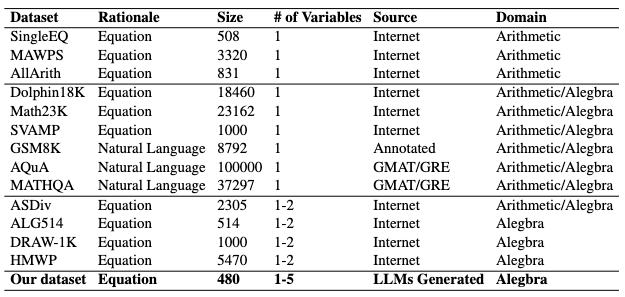 Dataset Rationale Size # of Variables Source Domain
SingleEQ Equation 508 1 Internet Arithmetic
MAWPS Equation 3320 1 Internet Arithmetic
AllArith Equation 831 1 Internet Arithmetic
Dolphin18K Equation 18460 1 Internet Arithmetic/Alegbra
Math23K Equation 23162 1 Internet Arithmetic/Alegbra
SVAMP Equation 1000 1 Internet Arithmetic/Alegbra
GSM8K Natural Language 8792 1 Annotated Arithmetic/Alegbra
AQuA Natural Language 100000 1 GMAT/GRE Arithmetic/Alegbra
MATHQA Natural Language 37297 1 GMAT/GRE Arithmetic/Alegbra
ASDiv Equation 2305 1-2 Internet Arithmetic/Alegbra
ALG514 Equation 514 1-2 Internet Alegbra
DRAW-1K Equation 1000 1-2 Internet Alegbra
HMWP Equation 5470 1-2 Internet Alegbra
Our dataset Equation 480 1-5 LLMs Generated Alegbra